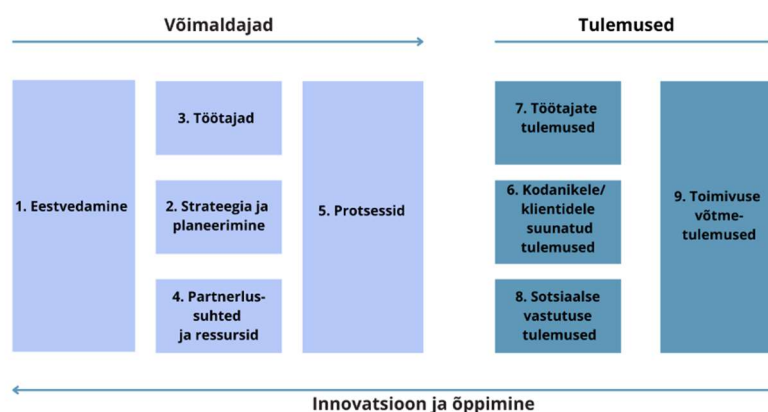 Võimaldajad
Tulemused
1. Eestvedamine
3. Töötajad
2. Strateegia ja
planeerimine
4. Partnerlus-
suhted
ja ressursid
5. Protsessid
7. Töötajate
tulemused
6. Kodanikele/
klientidele
suunatud
tulemused
8. Sotsiaalse
vastutuse
tulemused
9. Toimivuse
võtme-
tulemused
Innovatsioon ja õppimine